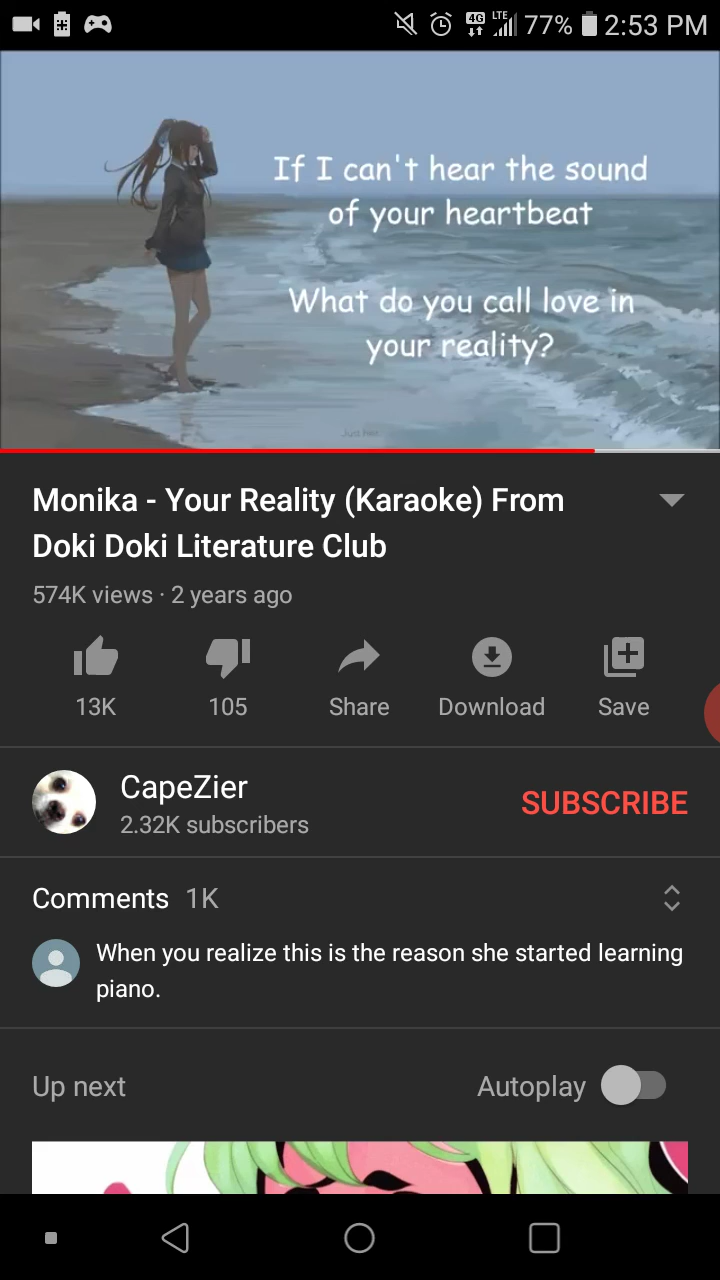 4G LTE 77% 2:53 PM
If I can't hear the sound
of your heartbeat
What do you call love in
your reality?
Monika - Your Reality (Karaoke) From
Doki Doki Literature Club
574K views · 2 years ago
13K 105 Share Download Save
CapeZier
2.32K subscribers
SUBSCRIBE
Comments 1K
When you realize this is the reason she started learning
piano.
Up next Autoplay